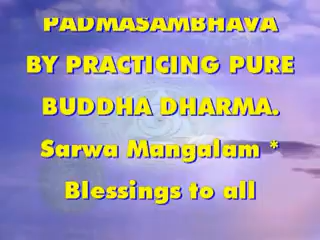 PADMASAMBHAVA
BY PRACTICING PURE
BUDDHA DHARMA.
Sarwa Mangalam *
Blessings to all